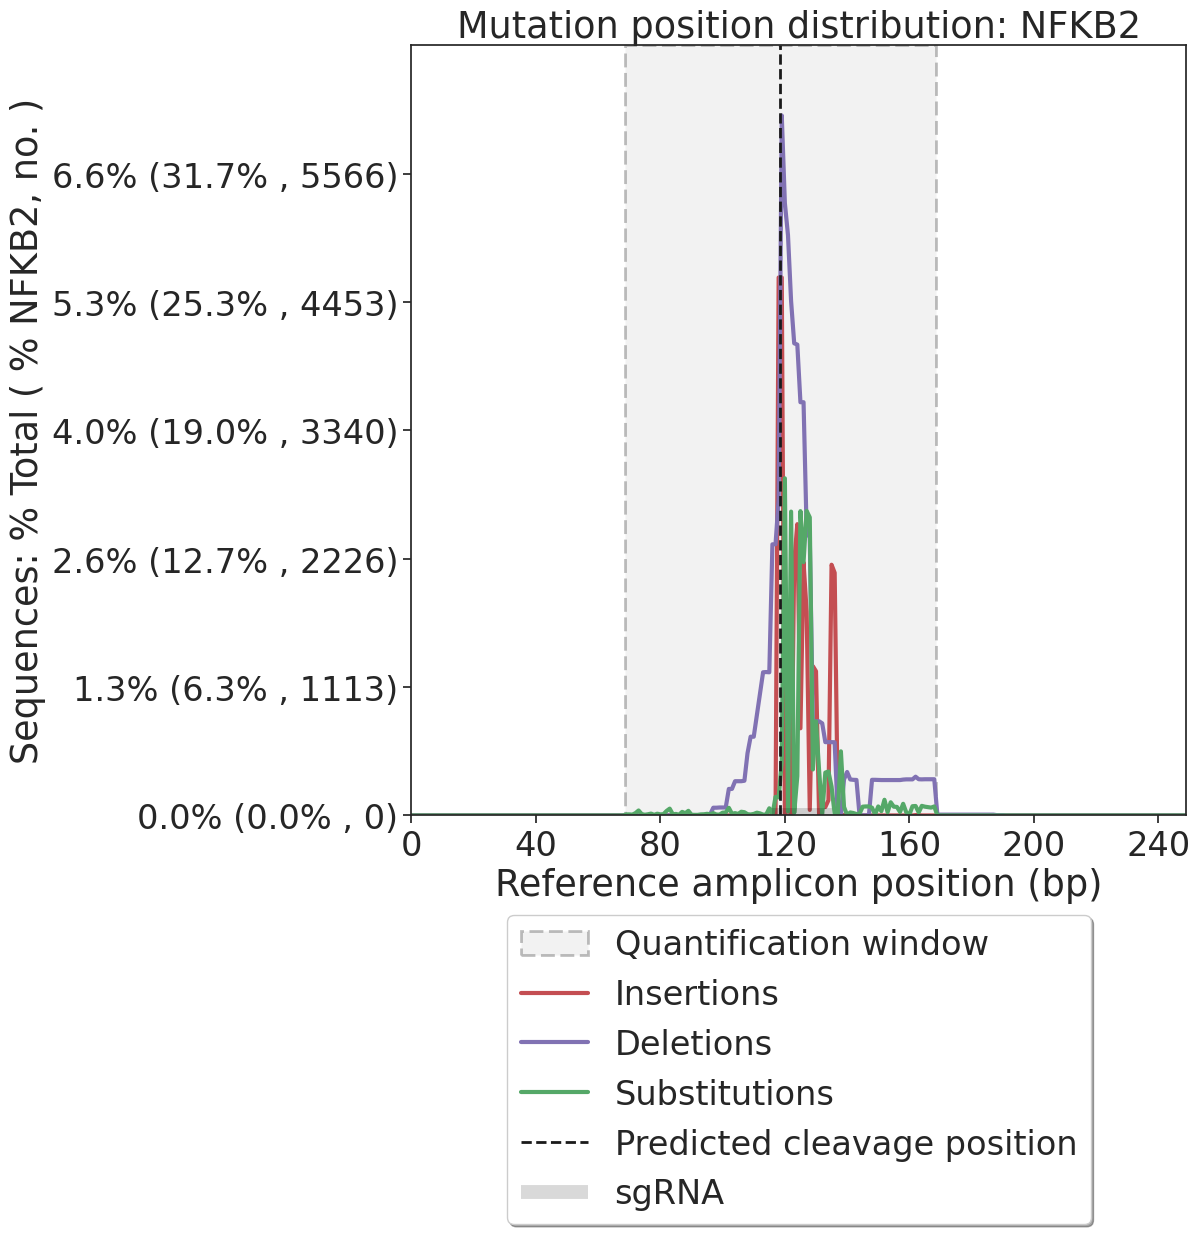 Mutation position distribution: NFKB2
Sequences: % Total ( % NFKB2, no. )
6.6% (31.7% , 5566)
5.3% (25.3% , 4453)
4.0% (19.0% , 3340)
2.6% (12.7% , 2226)
1.3% (6.3% , 1113)
0.0% (0.0% , 0)
0 40 80 120 160 200 240
Reference amplicon position (bp)
Quantification window
Insertions
Deletions
Substitutions
Predicted cleavage position
sgRNA